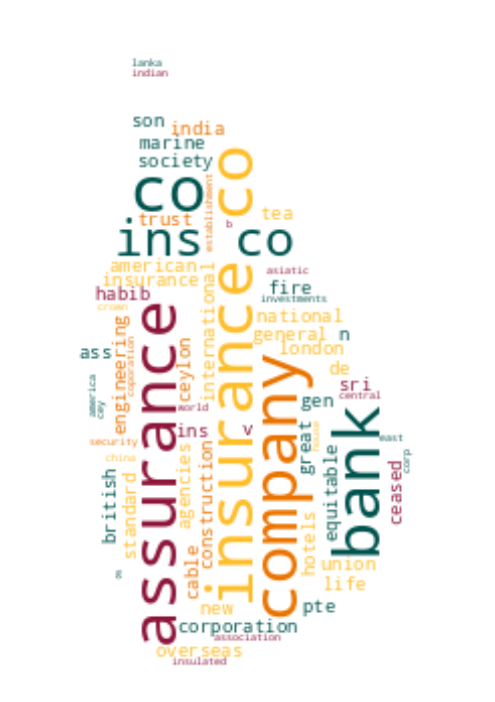 lanka
indian
son
india
marine
society
co
co
establishment
trust
tea
b
ins
co
american
asiatic
insurance
fire
habib
investments
crown
international
national
engineering
general
n
london
coporation
ceylon
ass
de
america
cey
sri
central
world
gen
assurance
insurance
company
bank
ins
v
great
house
east
security
china
agencies
construction
equitable
corp
ceased
british
standard
hotels
union
cable
life
new
pte
corporation
association
overseas
insulated